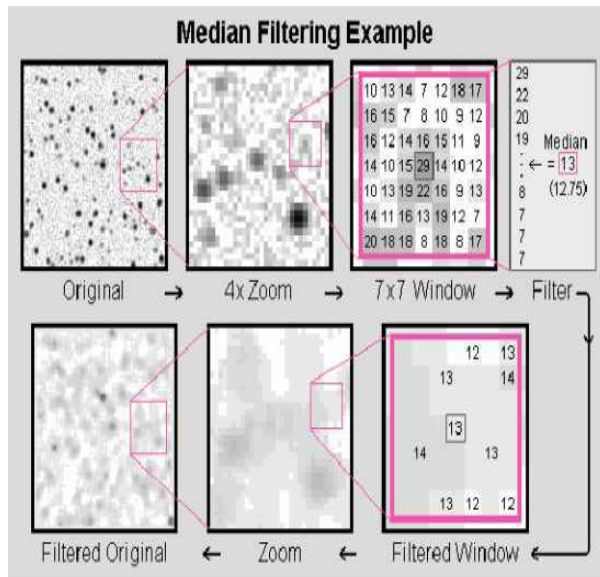 Median Filtering Example
10 13 14 7 12 18 17
16 15 7 8 10 9 12
16 12 14 16 15 11 9
14 10 15 29 14 10 12
10 13 19 22 16 9 13
14 11 16 13 19 12 7
20 18 18 8 18 8 17
29
22
20
19
:
8
7
7
7
Median
← = 13
(12.75)
Original → 4x Zoom → 7x7 Window → Filter
12 13
13 14
13
14 13
13 12 12
Filtered Original ← Zoom ← Filtered Window